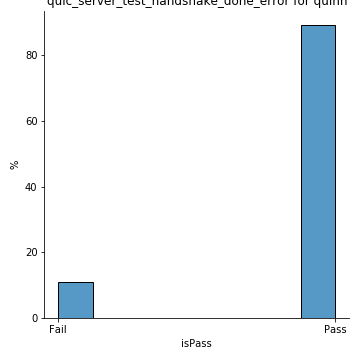 quic_server_test_handshake_done_error for quinn
80
60
%
40
20
0
Fail
Pass
isPass